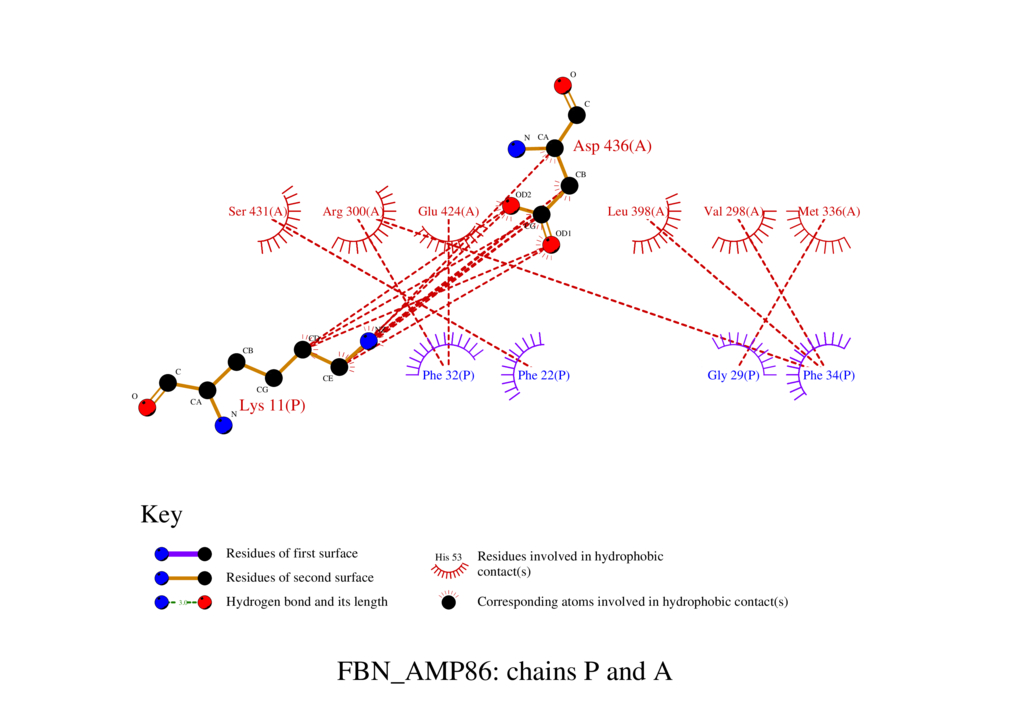 O
C
N CA
Asp 436(A)
CB
OD2
Ser 431(A) Arg 300(A) Glu 424(A) Leu 398(A) Val 298(A) Met 336(A)
CG
OD1
CD
CB
CE
C
CG
CA
O
N
Lys 11(P)
Phe 32(P) Phe 22(P) Gly 29(P) Phe 34(P)
Key
Residues of first surface
Residues of second surface
3.0
Hydrogen bond and its length
His 53
Residues involved in hydrophobic
contact(s)
Corresponding atoms involved in hydrophobic contact(s)
FBN_AMP86: chains P and A